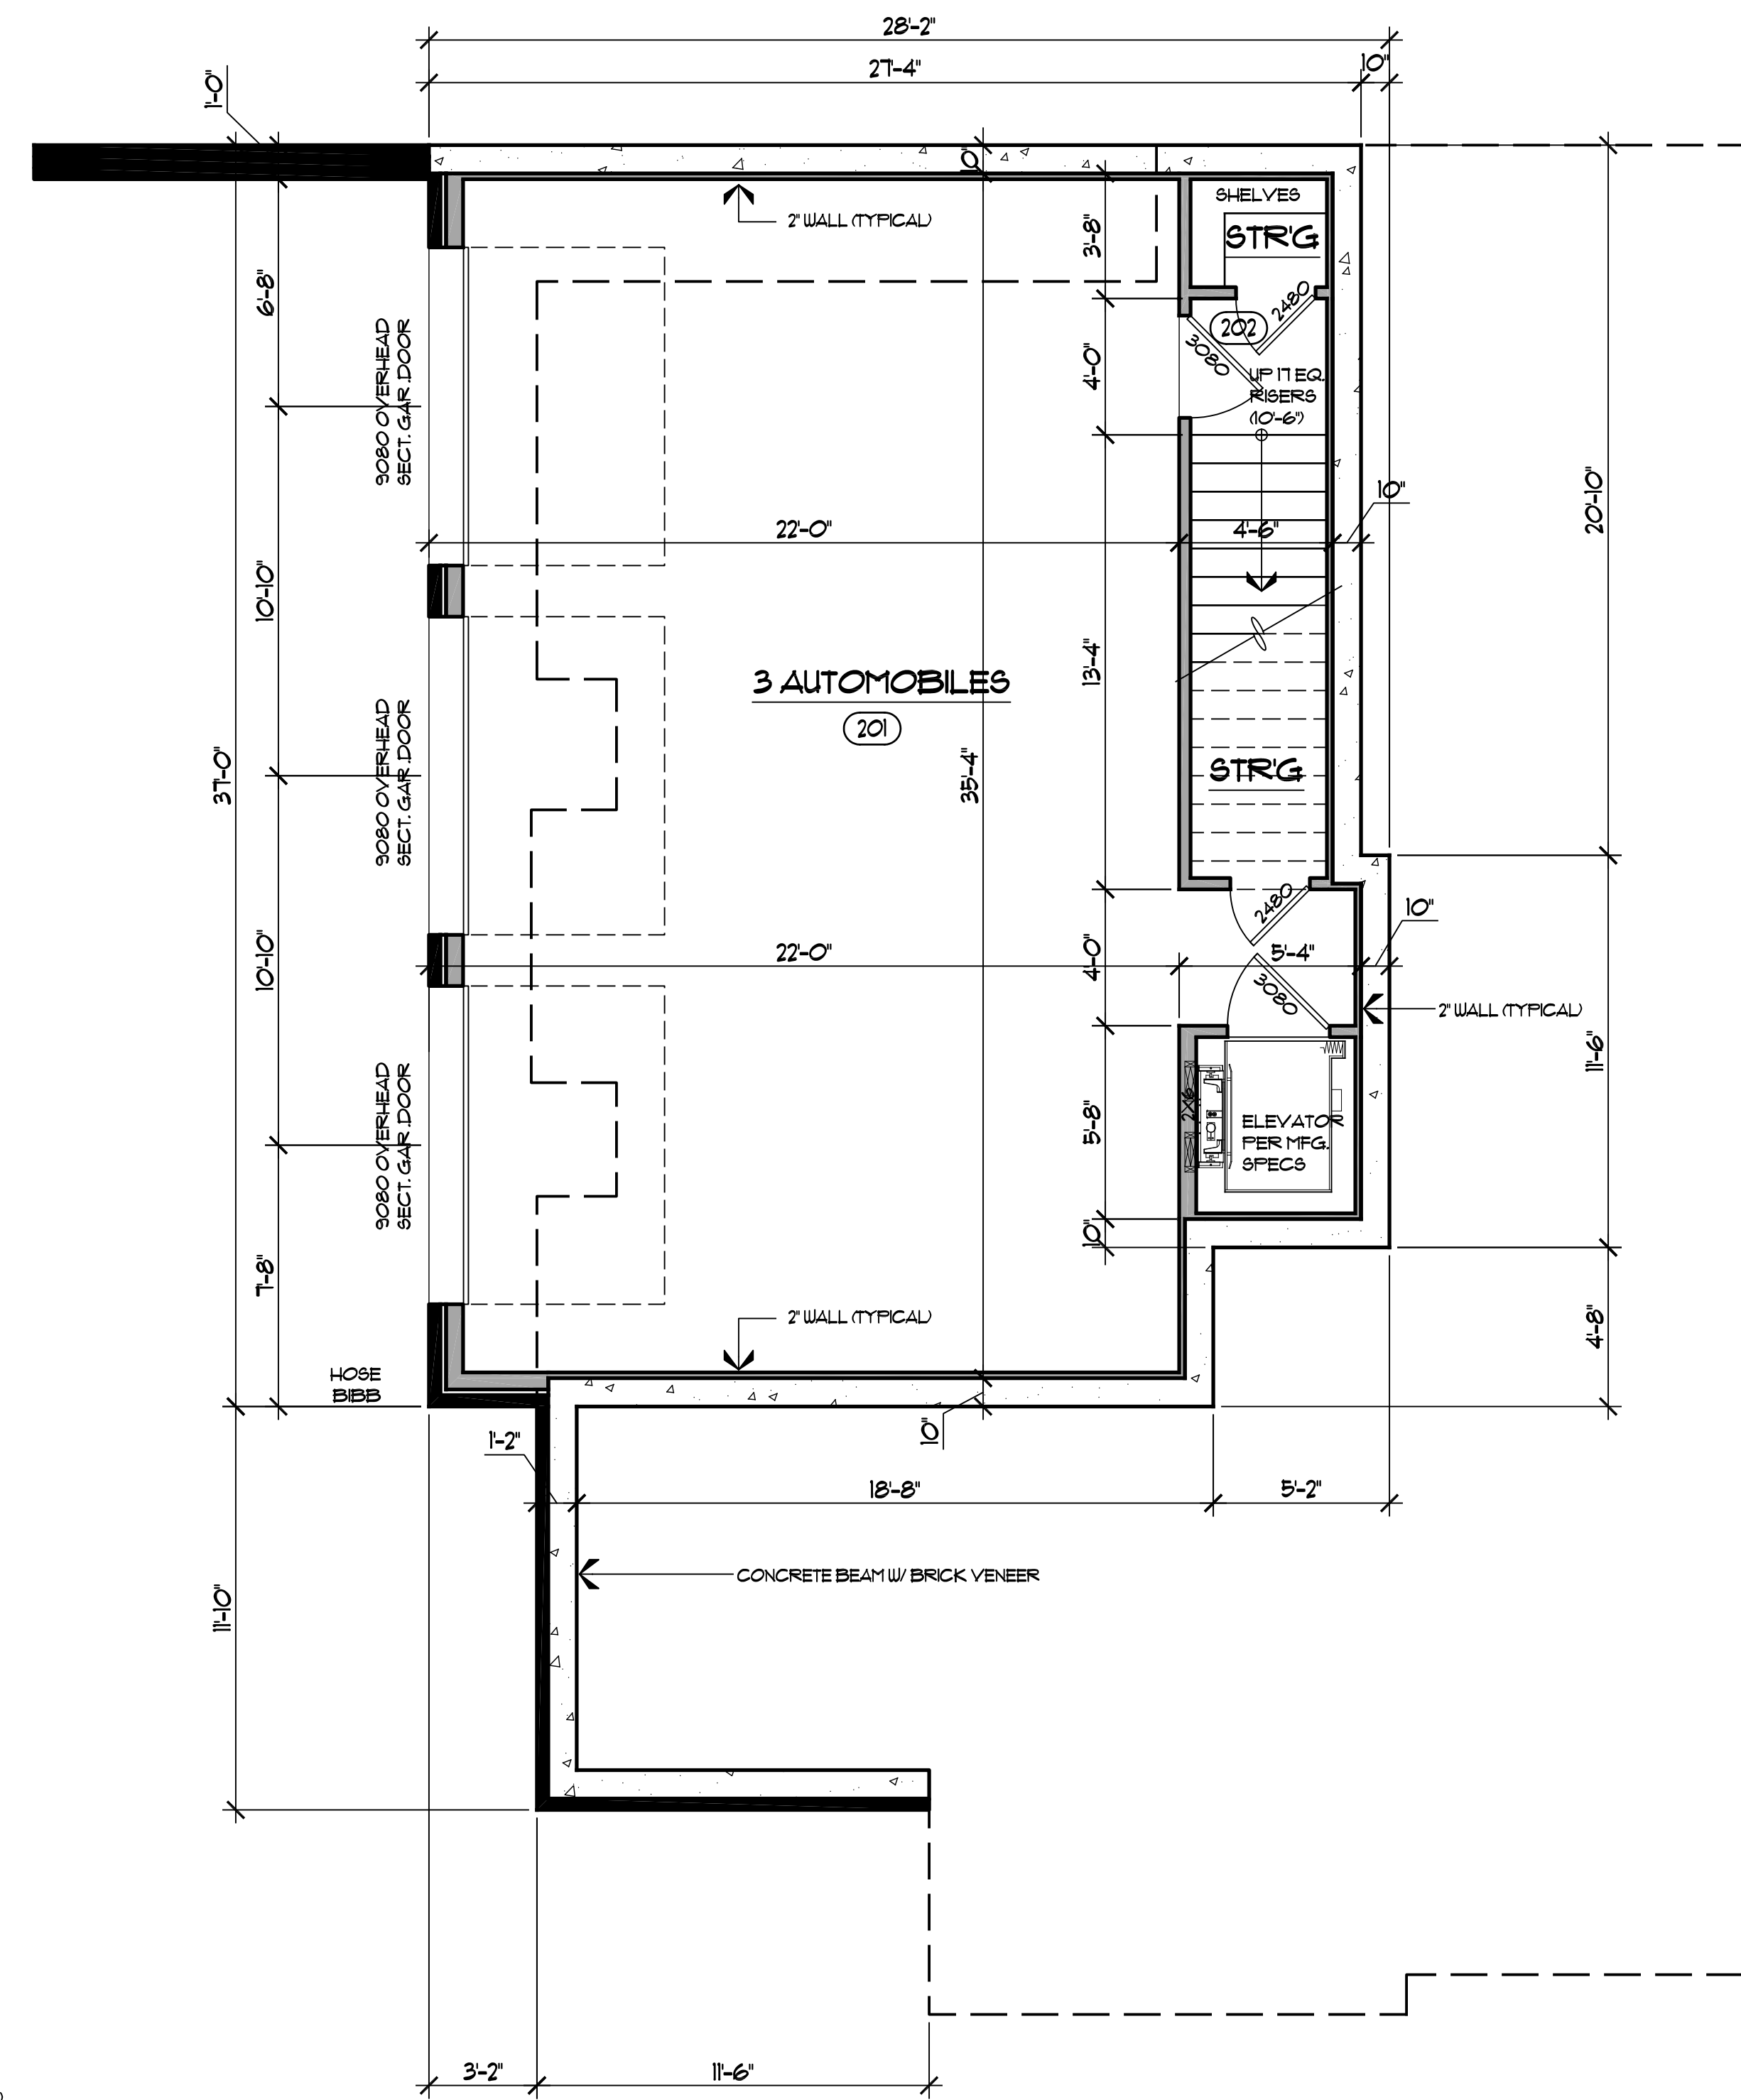 28'-2"
27'-4"
10"
1'-0"
10"
SHELVES
STR'G
2" WALL (TYPICAL)
3'-8"
6'-8"
2480
202
3080
9080 OVERHEAD
SECT. GAR. DOOR
4'-0"
UP 17 EQ.
RISERS
(10'-6")
10"
20'-10"
22'-0"
4'-6"
10'-10"
13'-4"
3 AUTOMOBILES
201
37'-0"
35'-4"
9080 OVERHEAD
SECT. GAR. DOOR
STR'G
2480
10"
10'-10"
22'-0"
4'-0"
5'-4"
3080
2" WALL (TYPICAL)
11'-6"
9080 OVERHEAD
SECT. GAR. DOOR
2X6
5'-8"
ELEVATOR
PER MFG.
SPECS
10"
7'-8"
2" WALL (TYPICAL)
4'-8"
HOSE
BIBB
10"
1'-2"
18'-8"
5'-2"
CONCRETE BEAM W/ BRICK VENEER
11'-10"
3'-2"
11'-6"